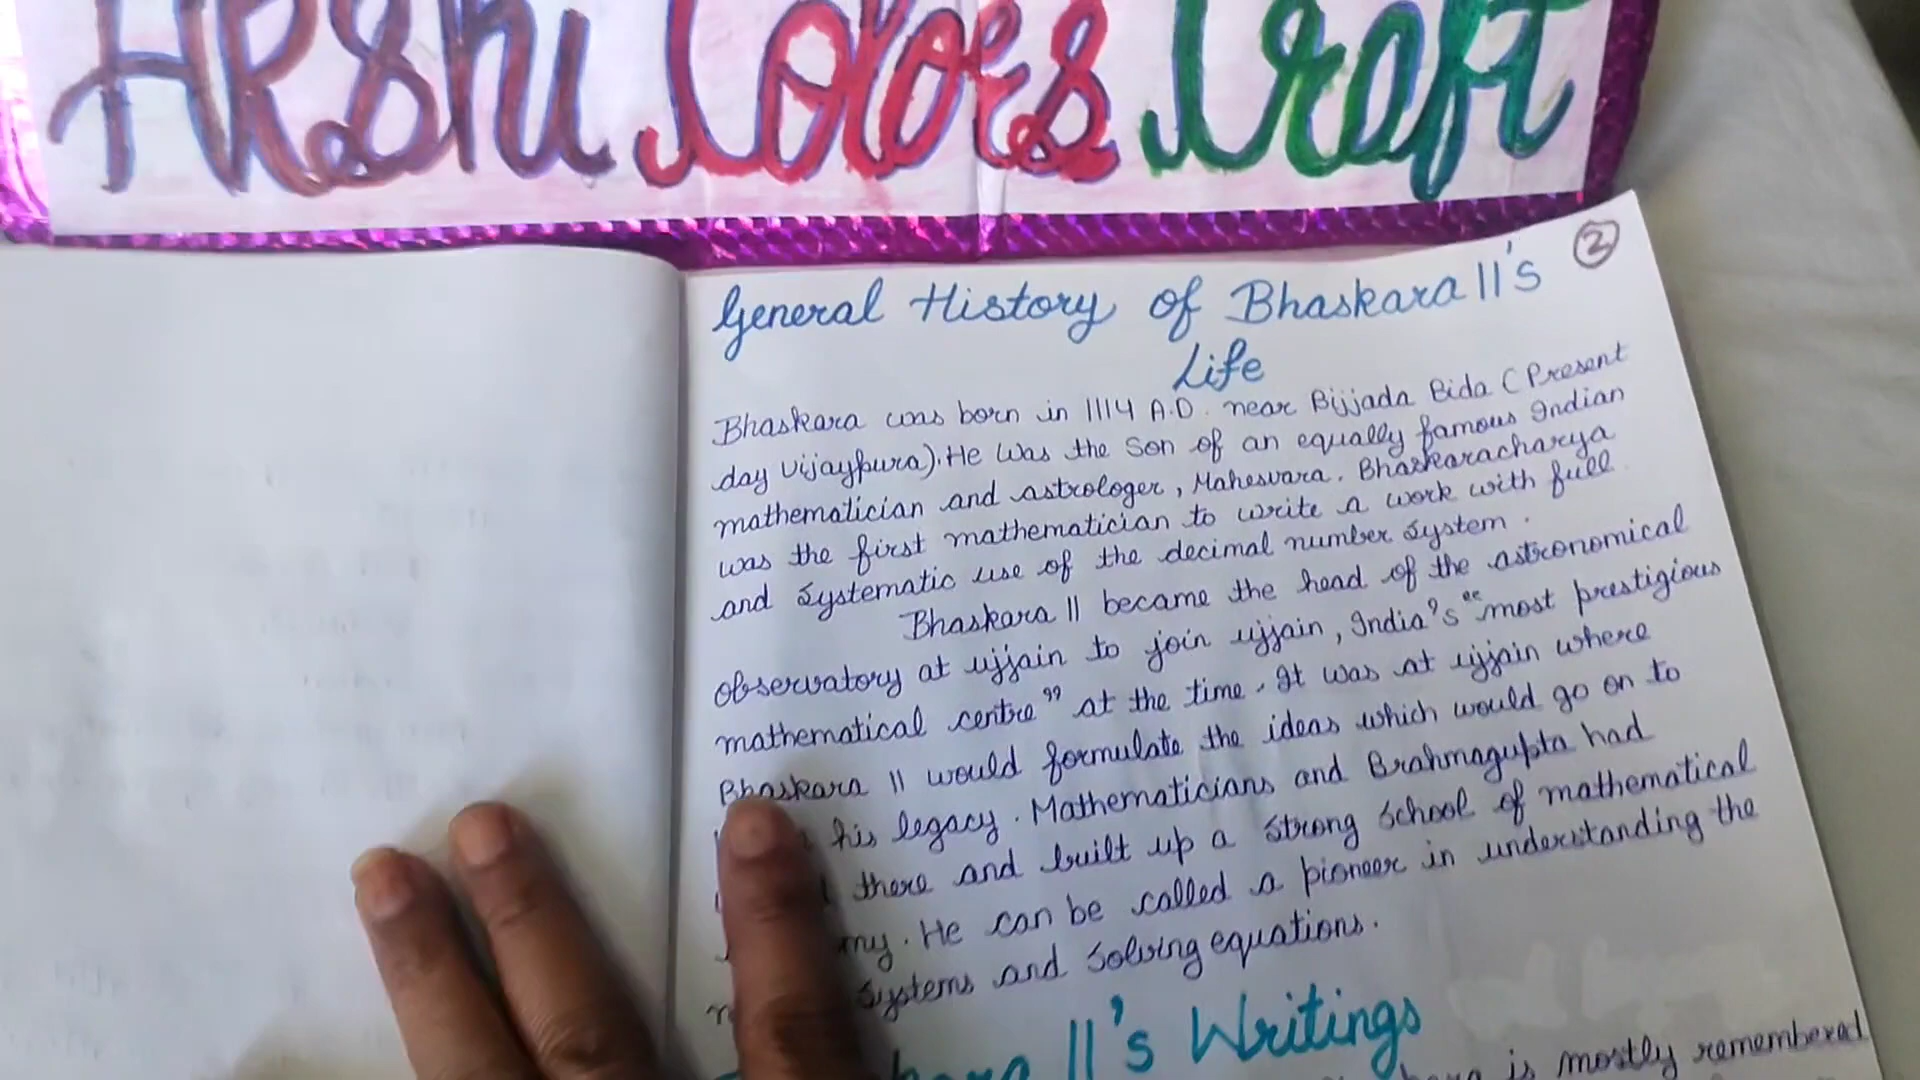 Arshi Colors Craft
2
General History of Bhaskara II's
Life
Bhaskara was born in 1114 A.D. near Bijjada Bida (Present
day Vijaypura). He was the son of an equally famous Indian
mathematician and astrologer, Mahesvara. Bhaskaracharya
was the first mathematician to write a work with full
and systematic use of the decimal number system.
Bhaskara II became the head of the astronomical
observatory at ujjain to join ujjain, India's "most prestigious
mathematical centre" at the time. It was at ujjain where
Bhaskara II would formulate the ideas which would go on to
his legacy. Mathematicians and Brahmagupta had
there and built up a strong school of mathematical
He can be called a pioneer in understanding the
systems and solving equations.
II's Writings
is mostly remembered